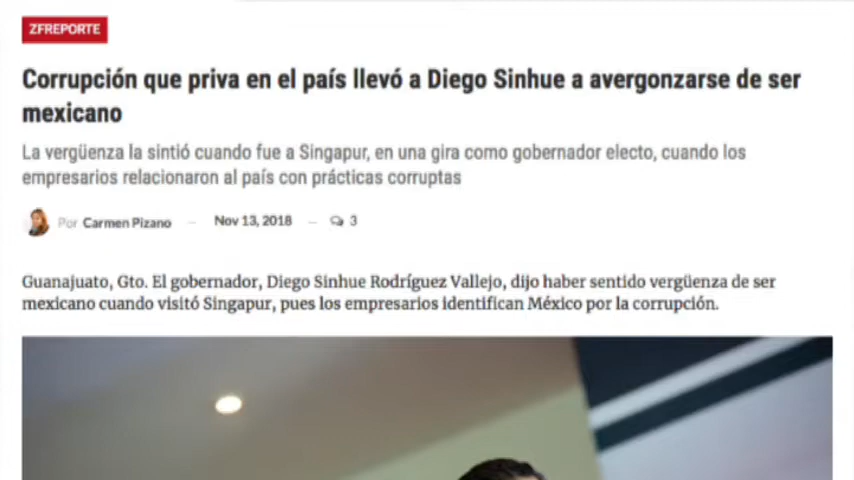 ZFREPORTE
Corrupción que priva en el país llevó a Diego Sinhue a avergonzarse de ser
mexicano
La vergüenza la sintió cuando fue a Singapur, en una gira como gobernador electo, cuando los
empresarios relacionaron al país con prácticas corruptas
Por Carmen Pizano — Nov 13, 2018 — 3
Guanajuato, Gto. El gobernador, Diego Sinhue Rodríguez Vallejo, dijo haber sentido vergüenza de ser
mexicano cuando visitó Singapur, pues los empresarios identifican México por la corrupción.